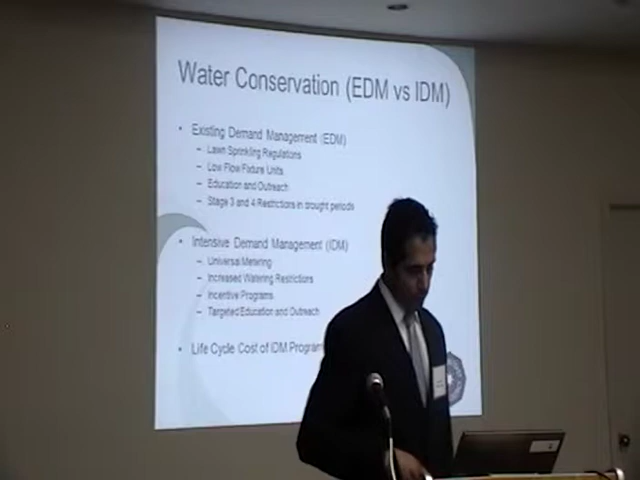 Water Conservation (EDM vs IDM)
• Existing Demand Management (EDM)
– Lawn Sprinkling Regulations
– Low Flow Fixture Units
– Education and Outreach
– Stage 3 and 4 Restrictions in drought periods
• Intensive Demand Management (IDM)
– Universal Metering
– Increased Watering Restrictions
– Incentive Programs
– Targeted Education and Outreach
• Life Cycle Cost of IDM Program